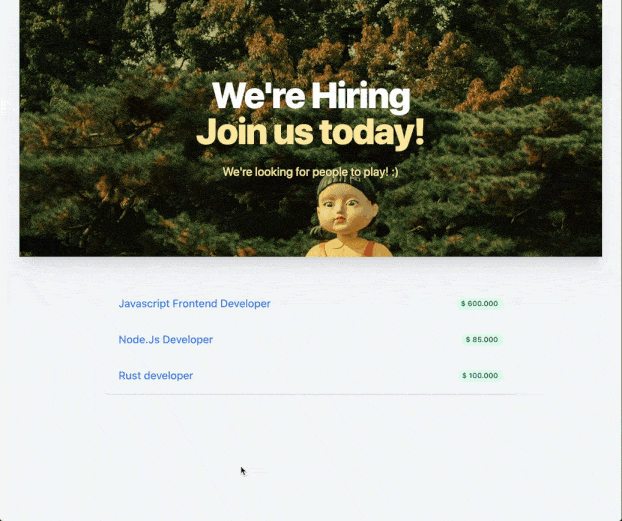 We're Hiring
Join us today!
We're looking for people to play! :)
Javascript Frontend Developer
$ 600.000
Node.Js Developer
$ 85.000
Rust developer
$ 100.000